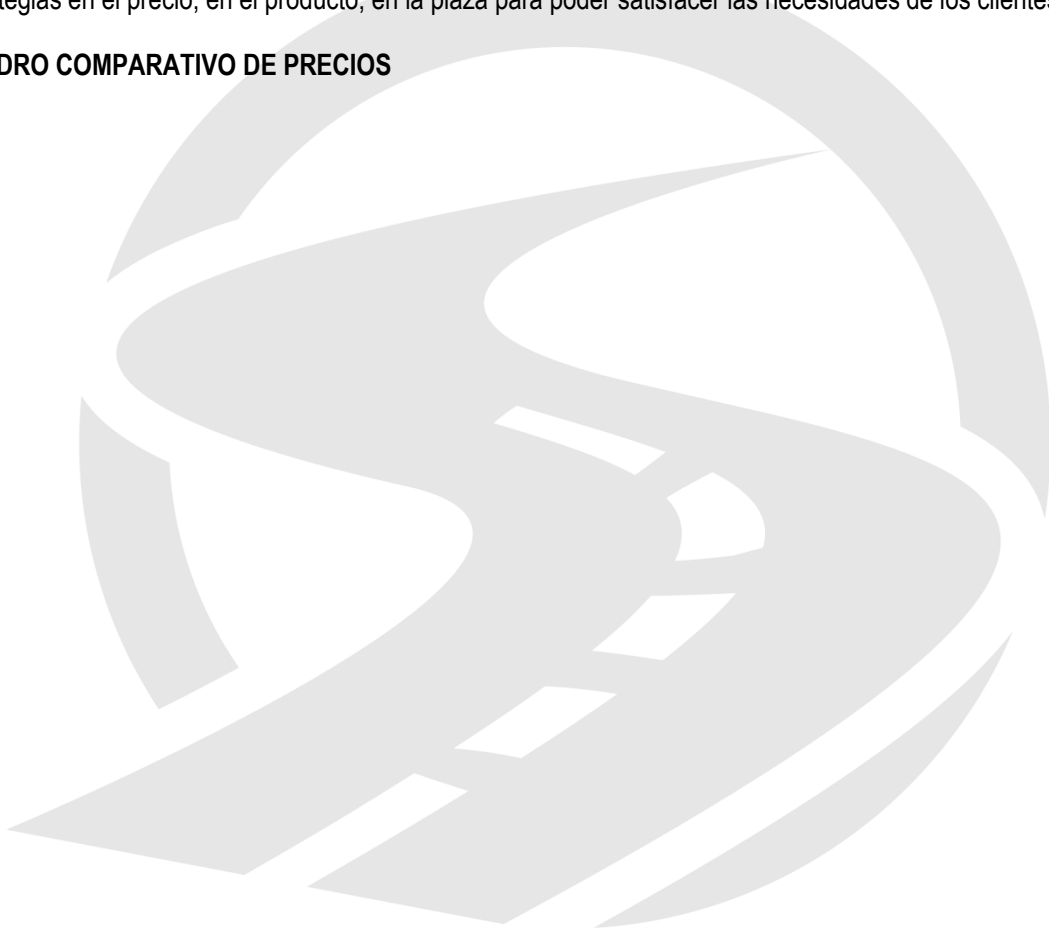 tegias en el precio, en el producto, en la plaza para poder satisfacer las necesidades de los clientes
DRO COMPARATIVO DE PRECIOS